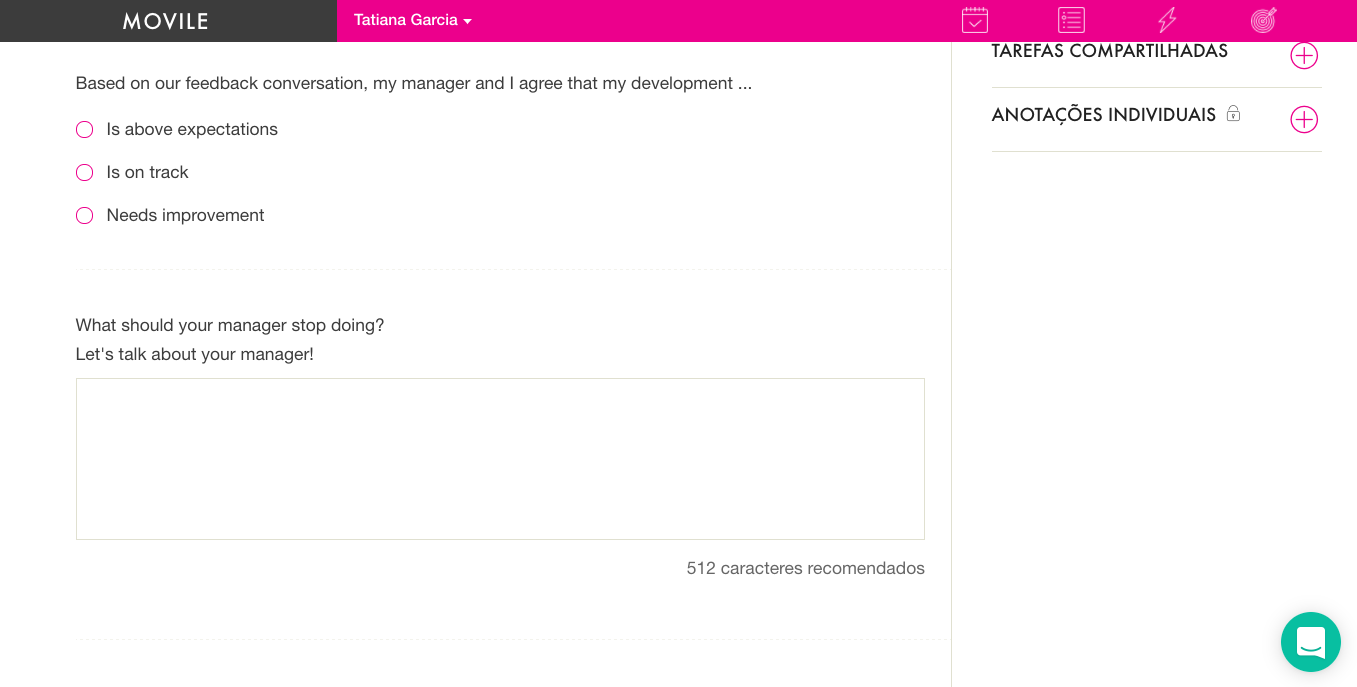 MOVILE
Tatiana Garcia
Based on our feedback conversation, my manager and I agree that my development ...
Is above expectations
Is on track
Needs improvement
What should your manager stop doing?
Let's talk about your manager!
512 caracteres recomendados
TAREFAS COMPARTILHADAS
ANOTAÇÕES INDIVIDUAIS